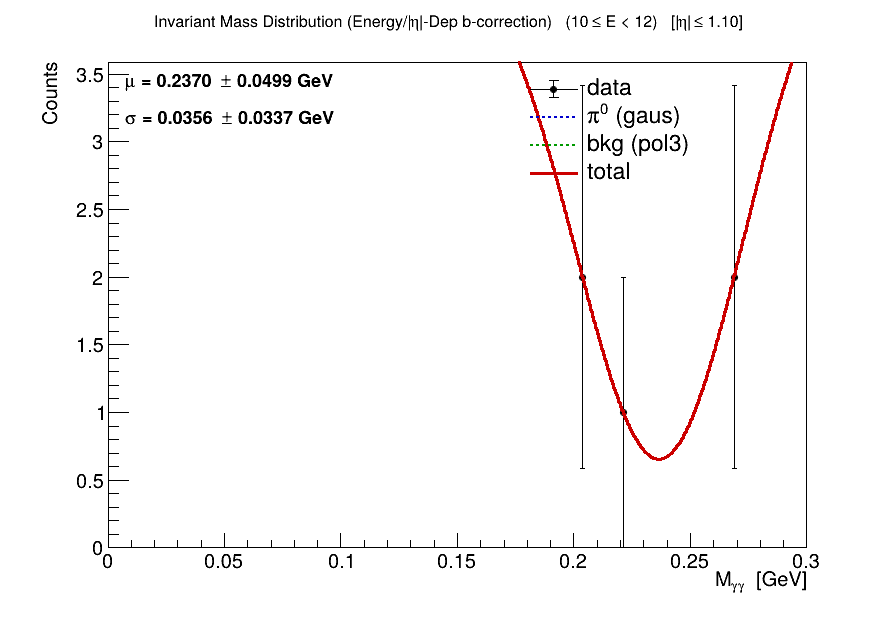 Invariant Mass Distribution (Energy/|η|-Dep b-correction) (10 ≤ E < 12) [|η| ≤ 1.10]
Counts
μ = 0.2370 ± 0.0499 GeV
σ = 0.0356 ± 0.0337 GeV
data
π⁰ (gaus)
bkg (pol3)
total
3.5
3
2.5
2
1.5
1
0.5
0
0 0.05 0.1 0.15 0.2 0.25 0.3
M_γγ [GeV]